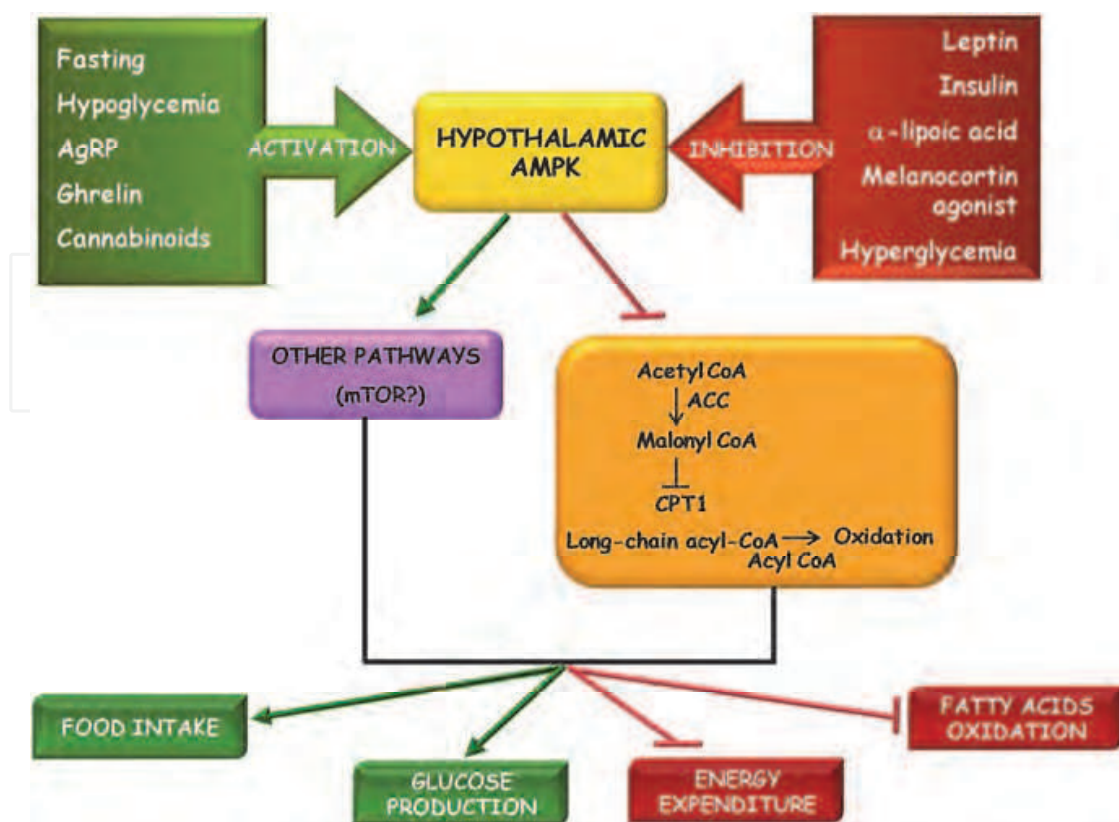 Fasting
Hypoglycemia
AgRP
Ghrelin
Cannabinoids
ACTIVATION
HYPOTHALAMIC
AMPK
INHIBITION
Leptin
Insulin
α-lipoic acid
Melanocortin
agonist
Hyperglycemia
OTHER PATHWAYS
(mTOR?)
Acetyl CoA
ACC
Malonyl CoA
CPT1
Long-chain acyl-CoA → Oxidation
Acyl CoA
FOOD INTAKE
GLUCOSE
PRODUCTION
ENERGY
EXPENDITURE
FATTY ACIDS
OXIDATION